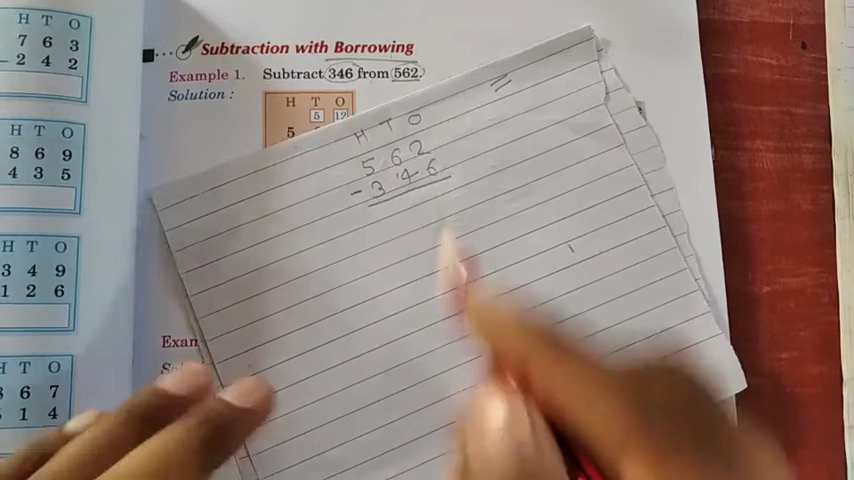 H T O
7 6 3
- 2 4 2
H T O
8 6 9
4 3 5
H T O
3 4 9
1 2 6
H T O
8 6 7
5 1 4
Subtraction with Borrowing
Example 1. Subtract 346 from 562.
Solution :
H T O
5 12
5
H T O
5 6 2
- 3 4 6
Exam